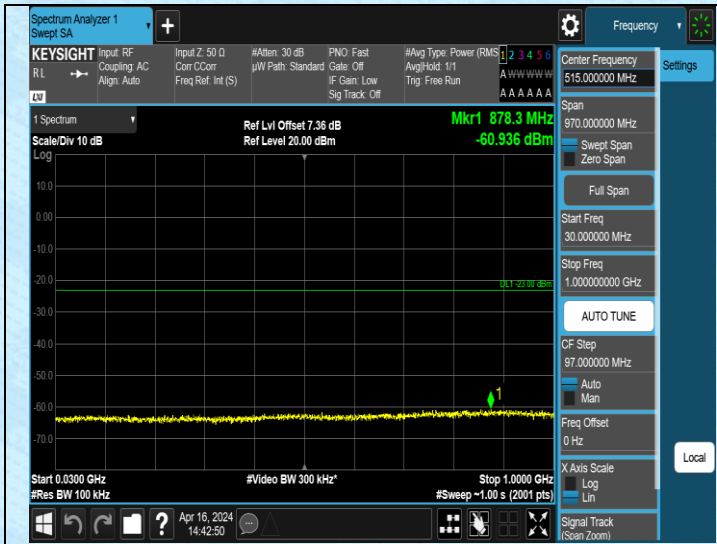 Spectrum Analyzer 1
Swept SA
+
Frequency
KEYSIGHT
RL
LXI
Input: RF
Coupling: AC
Align: Auto
Input Z: 50 Ω
Corr CCorr
Freq Ref: Int (S)
#Atten: 30 dB
µW Path: Standard
PNO: Fast
Gate: Off
IF Gain: Low
Sig Track: Off
#Avg Type: Power (RMS
Avg|Hold: 1/1
Trig: Free Run
1 2 3 4 5 6
A W W W W W
A A A A A A
1 Spectrum
Scale/Div 10 dB
Log
Ref Lvl Offset 7.36 dB
Ref Level 20.00 dBm
Mkr1 878.3 MHz
-60.936 dBm
10.0
0.00
-10.0
-20.0
DL1 -23.00 dBm
-30.0
-40.0
-50.0
1
-60.0
-70.0
Start 0.0300 GHz
#Res BW 100 kHz
#Video BW 300 kHz*
Stop 1.0000 GHz
#Sweep ~1.00 s (2001 pts)
?
Apr 16, 2024
14:42:50
Center Frequency
515.000000 MHz
Settings
Span
970.000000 MHz
Swept Span
Zero Span
Full Span
Start Freq
30.000000 MHz
Stop Freq
1.000000000 GHz
AUTO TUNE
CF Step
97.000000 MHz
Auto
Man
Freq Offset
0 Hz
X Axis Scale
Log
Lin
Local
Signal Track
(Span Zoom)